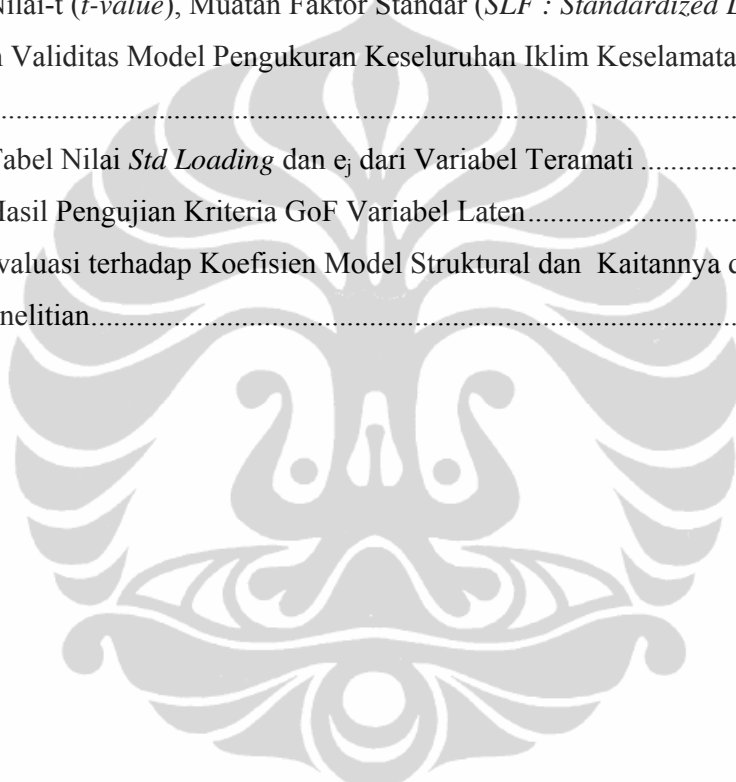 Nilai-t (t-value), Muatan Faktor Standar (SLF : Standardized
n Validitas Model Pengukuran Keseluruhan Iklim Keselamata
..........................................................................................................
Tabel Nilai Std Loading dan ej dari Variabel Teramati ................
Hasil Pengujian Kriteria GoF Variabel Laten..................................
valuasi terhadap Koefisien Model Struktural dan Kaitannya d
nelitian..............................................................................................